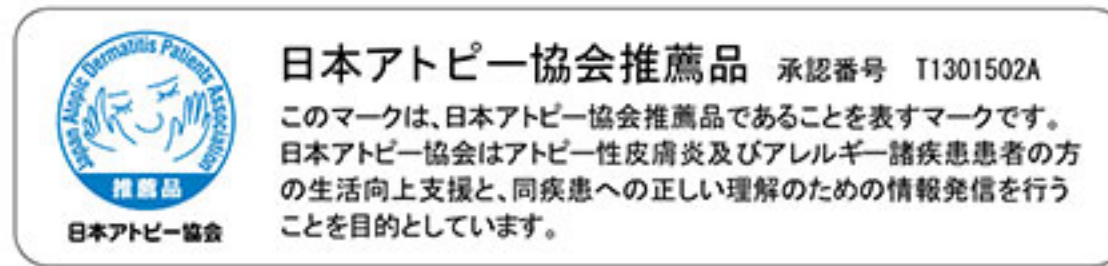 Japan Atopic Dermatitis Patients Association
推薦品
日本アトピー協会
日本アトピー協会推薦品 承認番号 T1301502A
このマークは、日本アトピー協会推薦品であることを表すマークです。
日本アトピー協会はアトピー性皮膚炎及びアレルギー諸疾患患者の方
の生活向上支援と、同疾患への正しい理解のための情報発信を行う
ことを目的としています。